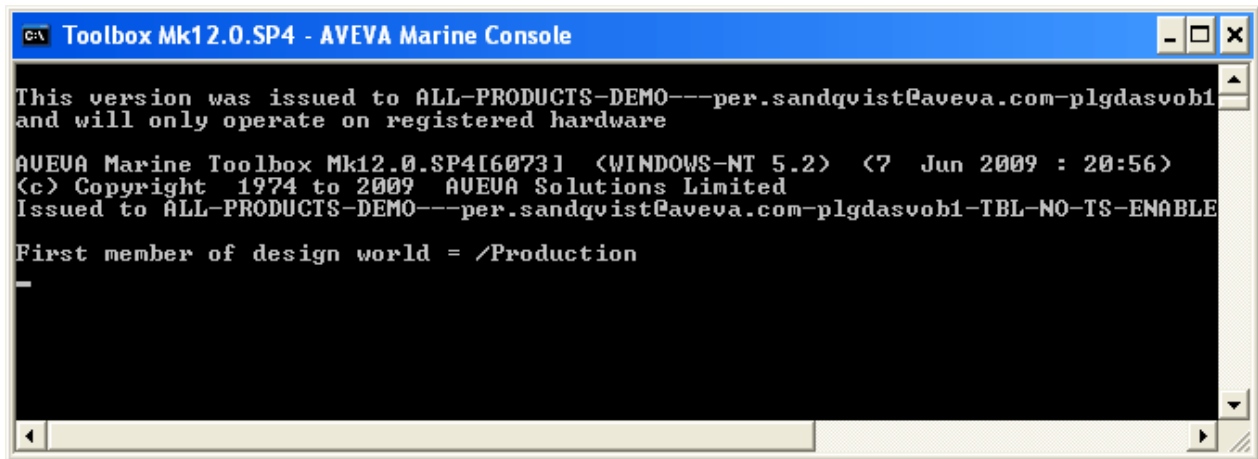 Toolbox Mk12.0.SP4 - AVEVA Marine Console
This version was issued to ALL-PRODUCTS-DEMO---per.sandqvist@aveva.com-plgdasvob1
and will only operate on registered hardware
AVEVA Marine Toolbox Mk12.0.SP4[6073]  (WINDOWS-NT 5.2)  (7  Jun 2009 : 20:56)
(c) Copyright  1974 to 2009  AVEVA Solutions Limited
Issued to ALL-PRODUCTS-DEMO---per.sandqvist@aveva.com-plgdasvob1-TBL-NO-TS-ENABLE
First member of design world = /Production